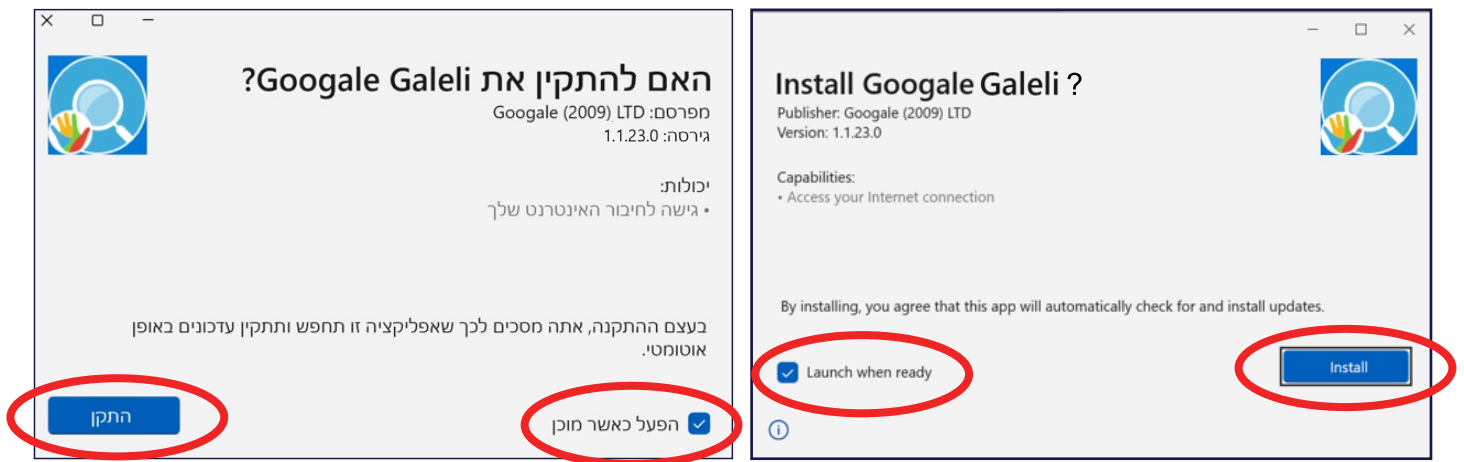 האם להתקין את Googale Galeli?
מפרסם: Googale (2009) LTD
גירסה: 1.1.23.0
יכולות:
• גישה לחיבור האינטרנט שלך
בעצם ההתקנה, אתה מסכים לכך שאפליקציה זו תחפש ותתקין עדכונים באופן
אוטומטי.
הפעל כאשר מוכן
התקן
Install Googale Galeli ?
Publisher: Googale (2009) LTD
Version: 1.1.23.0
Capabilities:
• Access your Internet connection
By installing, you agree that this app will automatically check for and install updates.
Launch when ready
Install